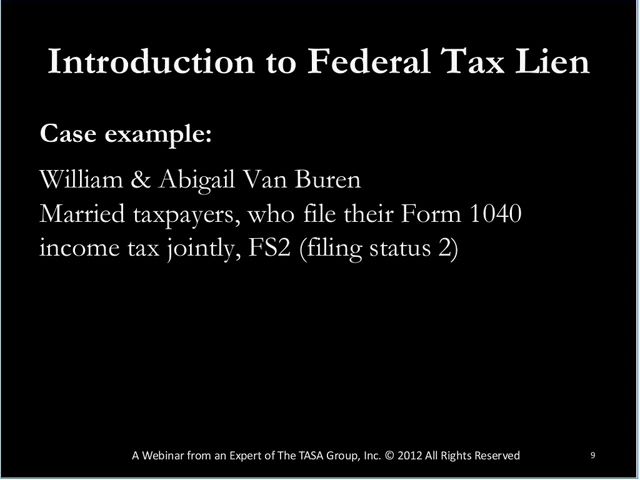 Introduction to Federal Tax Lien
Case example:
William & Abigail Van Buren
Married taxpayers, who file their Form 1040
income tax jointly, FS2 (filing status 2)
A Webinar from an Expert of The TASA Group, Inc. © 2012 All Rights Reserved
9